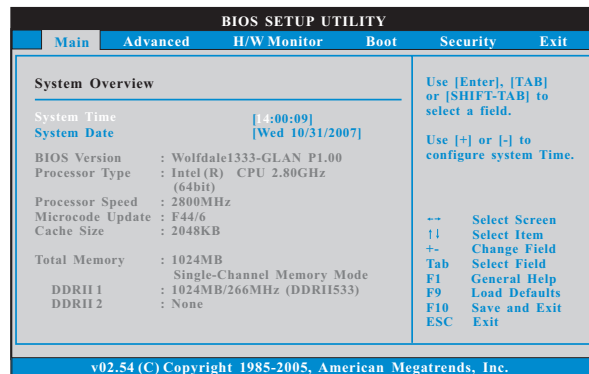 BIOS SETUP UTILITY
Main Advanced H/W Monitor Boot Security Exit
System Overview
System Time [14:00:09]
System Date [Wed 10/31/2007]
BIOS Version : Wolfdale1333-GLAN P1.00
Processor Type : Intel (R) CPU 2.80GHz
(64bit)
Processor Speed : 2800MHz
Microcode Update : F44/6
Cache Size : 2048KB
Total Memory : 1024MB
Single-Channel Memory Mode
DDRII 1 : 1024MB/266MHz (DDRII533)
DDRII 2 : None
Use [Enter], [TAB]
or [SHIFT-TAB] to
select a field.
Use [+] or [-] to
configure system Time.
←→ Select Screen
↑↓ Select Item
+- Change Field
Tab Select Field
F1 General Help
F9 Load Defaults
F10 Save and Exit
ESC Exit
v02.54 (C) Copyright 1985-2005, American Megatrends, Inc.